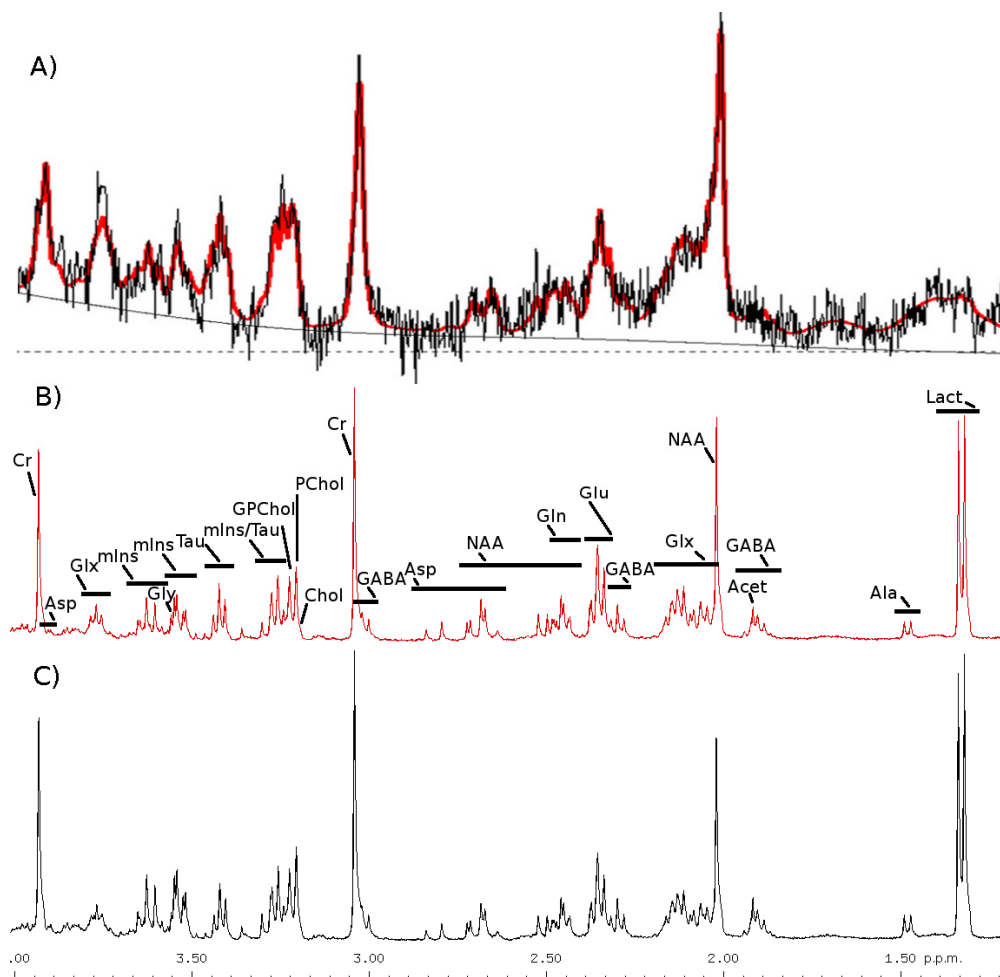 A)
B)
Lact
Cr
NAA
Cr
PChol
GPChol
Glu
mIns/Tau
Gln
Glx
GABA
NAA
mIns
Tau
mIns
Glx
Asp
GABA
GABA
Acet
Ala
Gly
Chol
Asp
C)
.00 3.50 3.00 2.50 2.00 1.50 p.p.m.